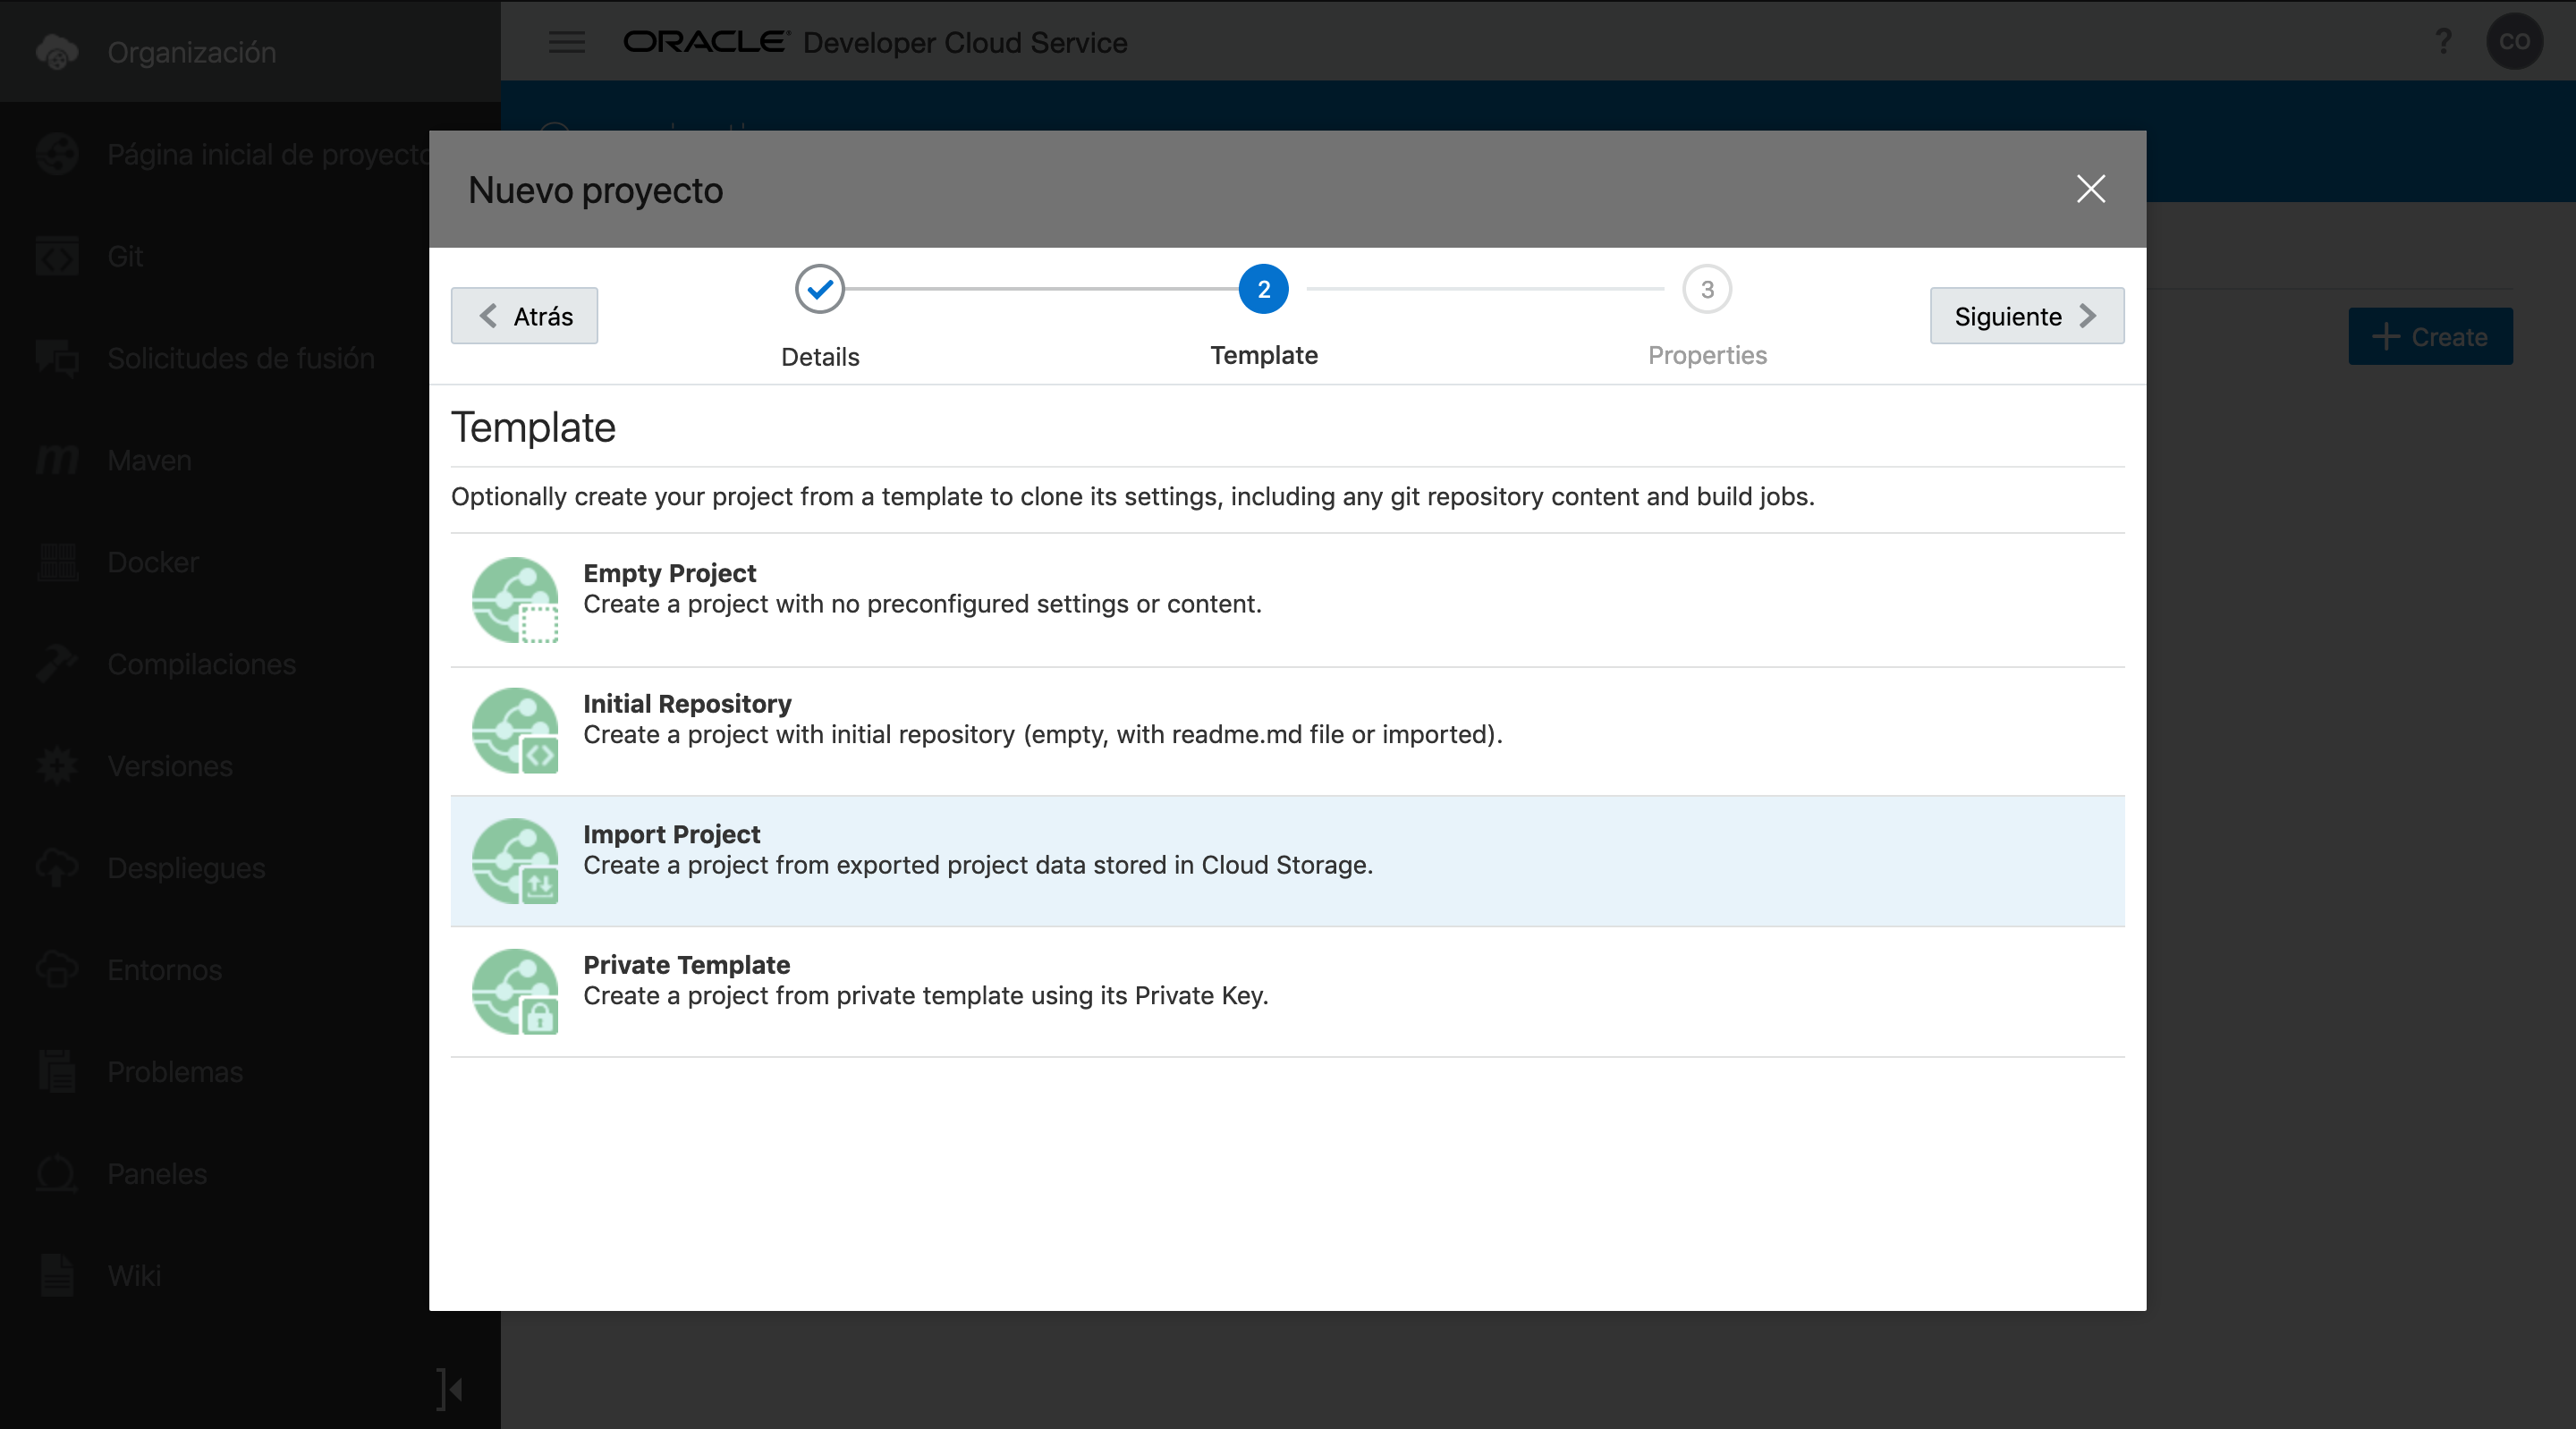 Organización
Página inicial de proyecto
Git
Solicitudes de fusión
Maven
Docker
Compilaciones
Versiones
Despliegues
Entornos
Problemas
Paneles
Wiki
ORACLE® Developer Cloud Service
?
CO
+ Create
Nuevo proyecto
Atrás
2
3
Details
Template
Properties
Siguiente
Template
Optionally create your project from a template to clone its settings, including any git repository content and build jobs.
Empty Project
Create a project with no preconfigured settings or content.
Initial Repository
Create a project with initial repository (empty, with readme.md file or imported).
Import Project
Create a project from exported project data stored in Cloud Storage.
Private Template
Create a project from private template using its Private Key.